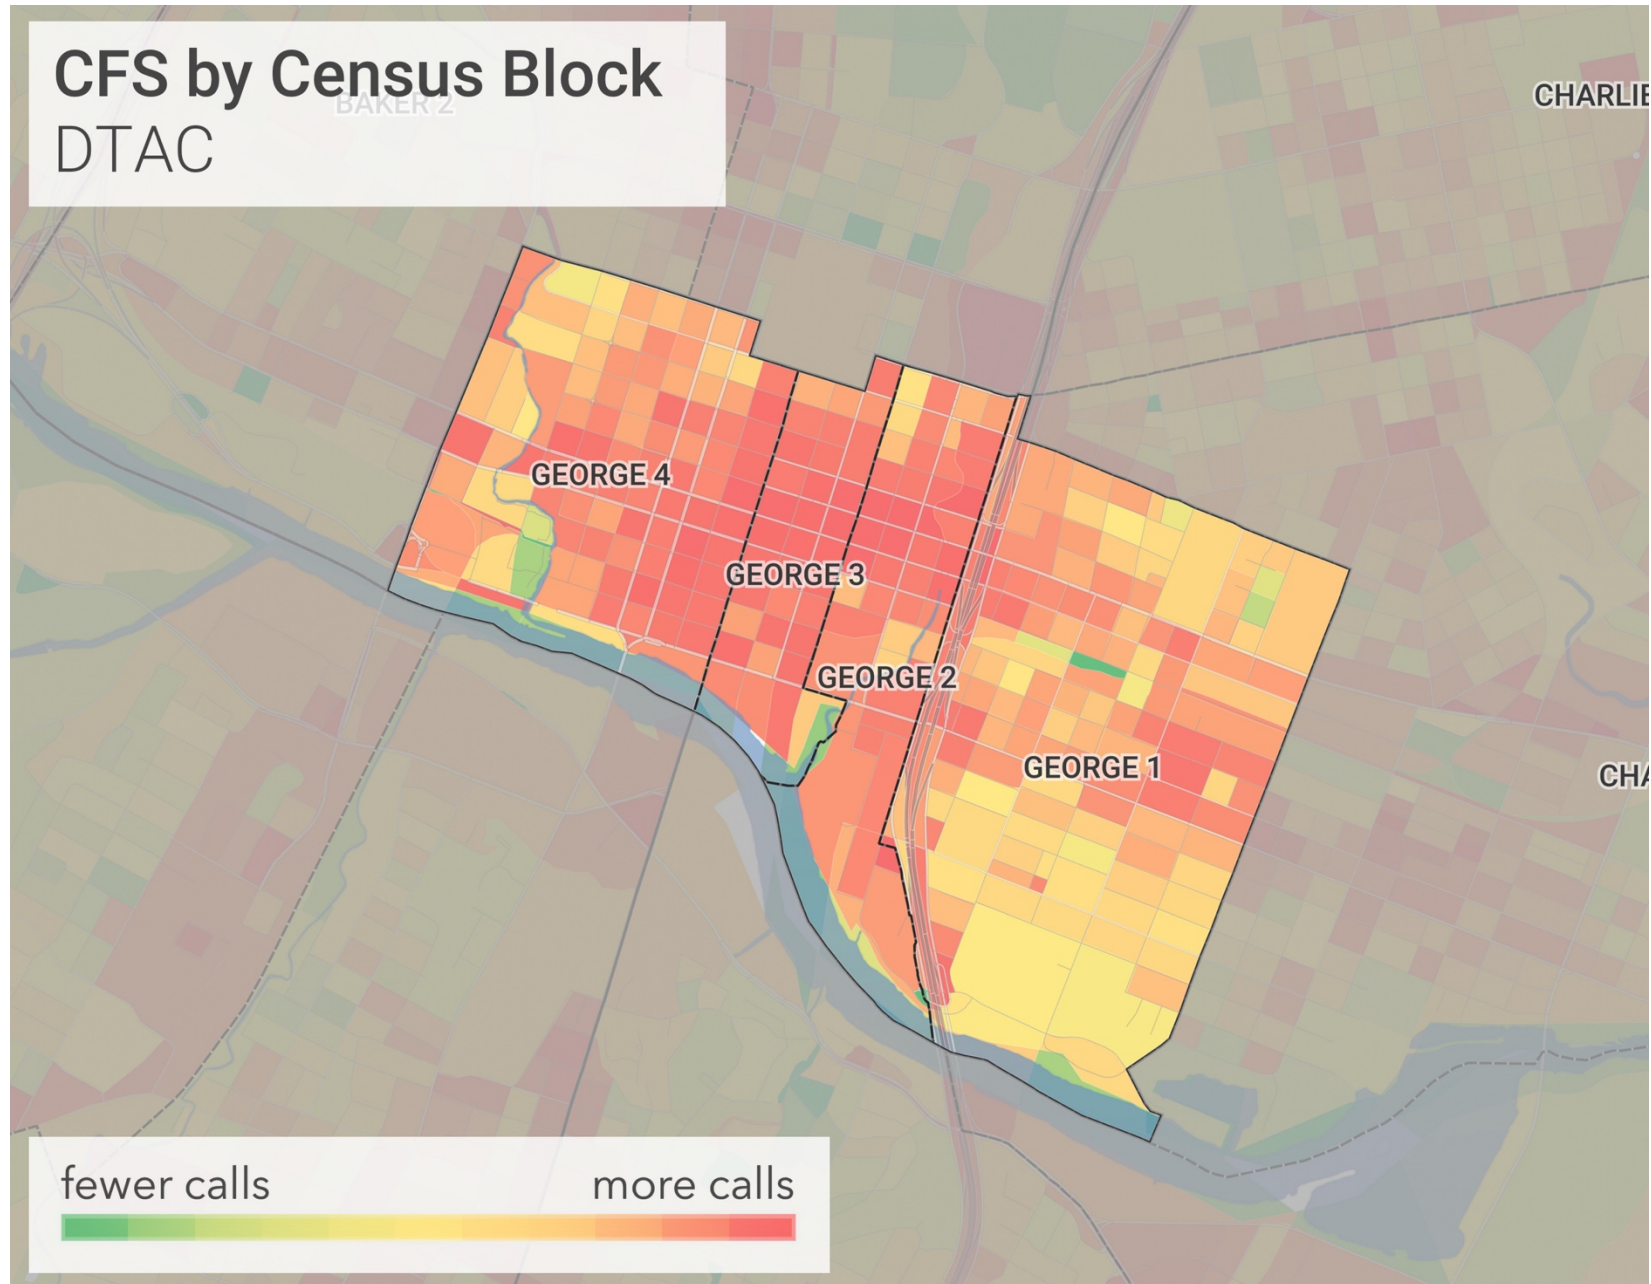 CFS by Census Block
BAKER 2
DTAC
CHARLIE
GEORGE 4
GEORGE 3
GEORGE 2
GEORGE 1
CHA
fewer calls
more calls